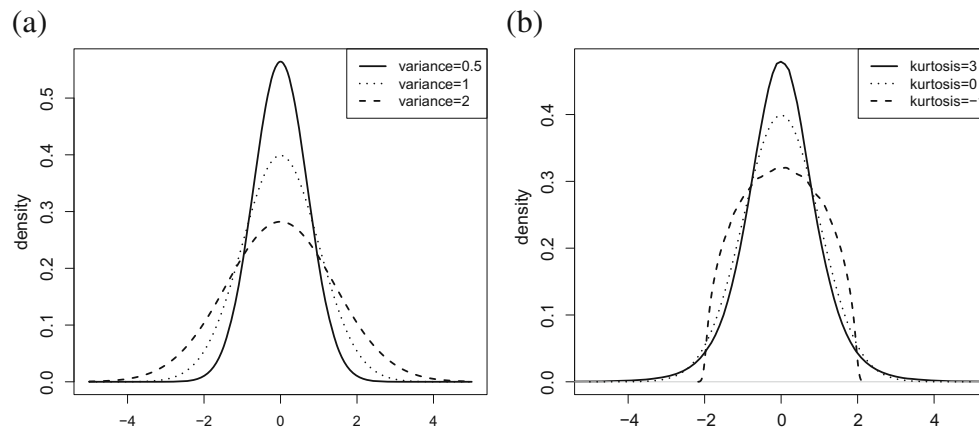 (a)
variance=0.5
variance=1
variance=2
density
0.0
0.1
0.2
0.3
0.4
0.5
−4
−2
0
2
4
(b)
kurtosis=3
kurtosis=0
kurtosis=−
density
0.0
0.1
0.2
0.3
0.4
−4
−2
0
2
4